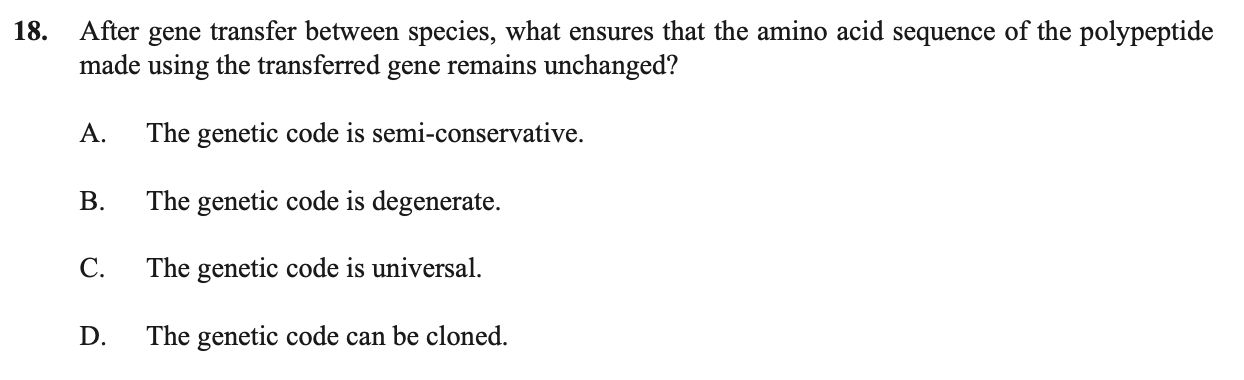 18. After gene transfer between species, what ensures that the amino acid sequence of the polypeptide
made using the transferred gene remains unchanged?
A. The genetic code is semi-conservative.
B. The genetic code is degenerate.
C. The genetic code is universal.
D. The genetic code can be cloned.